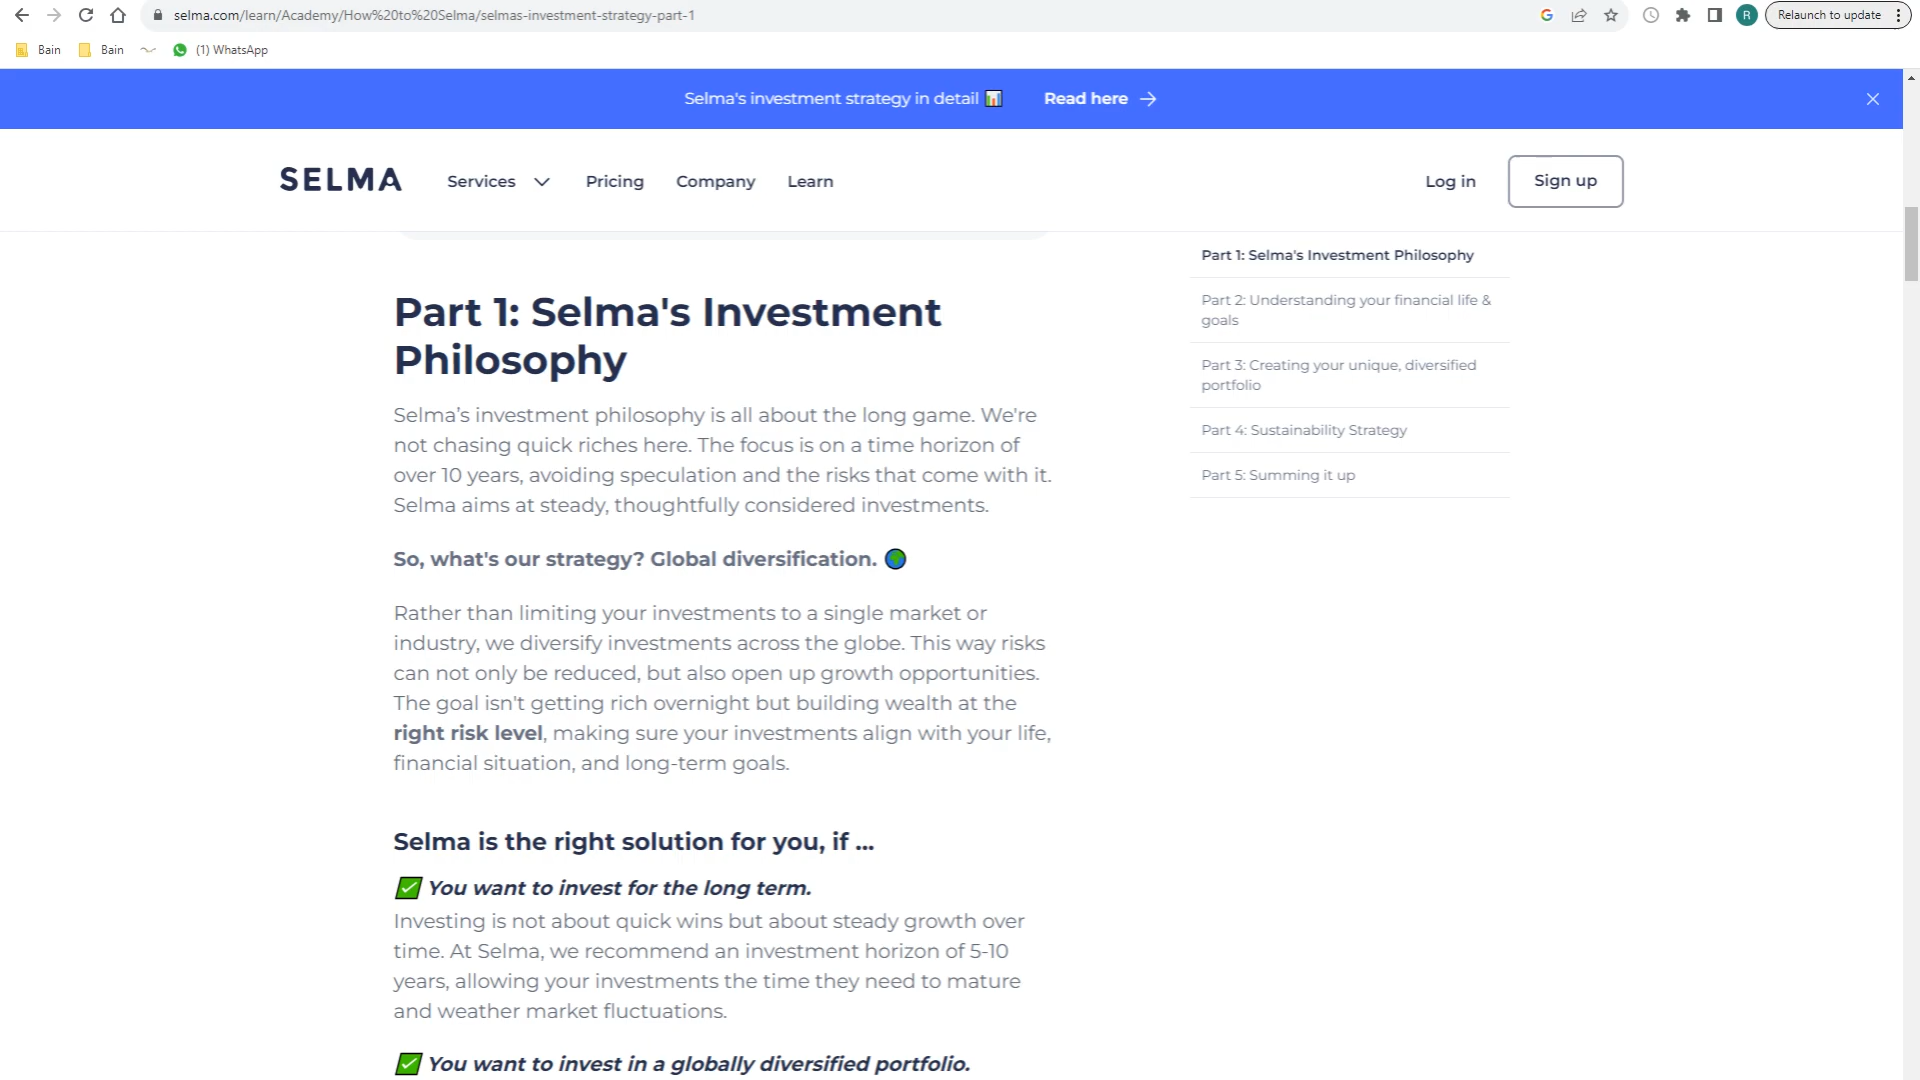 selma.com/learn/Academy/How%20to%20Selma/selmas-investment-strategy-part-1
R
Relaunch to update
Bain
Bain
(1) WhatsApp
Selma's investment strategy in detail
Read here
SELMA
Services
Pricing
Company
Learn
Log in
Sign up
Part 1: Selma's Investment
Philosophy
Selma’s investment philosophy is all about the long game. We're
not chasing quick riches here. The focus is on a time horizon of
over 10 years, avoiding speculation and the risks that come with it.
Selma aims at steady, thoughtfully considered investments.
So, what's our strategy? Global diversification.
Rather than limiting your investments to a single market or
industry, we diversify investments across the globe. This way risks
can not only be reduced, but also open up growth opportunities.
The goal isn't getting rich overnight but building wealth at the
right risk level, making sure your investments align with your life,
financial situation, and long-term goals.
Selma is the right solution for you, if ...
You want to invest for the long term.
Investing is not about quick wins but about steady growth over
time. At Selma, we recommend an investment horizon of 5-10
years, allowing your investments the time they need to mature
and weather market fluctuations.
You want to invest in a globally diversified portfolio.
Part 1: Selma's Investment Philosophy
Part 2: Understanding your financial life &
goals
Part 3: Creating your unique, diversified
portfolio
Part 4: Sustainability Strategy
Part 5: Summing it up